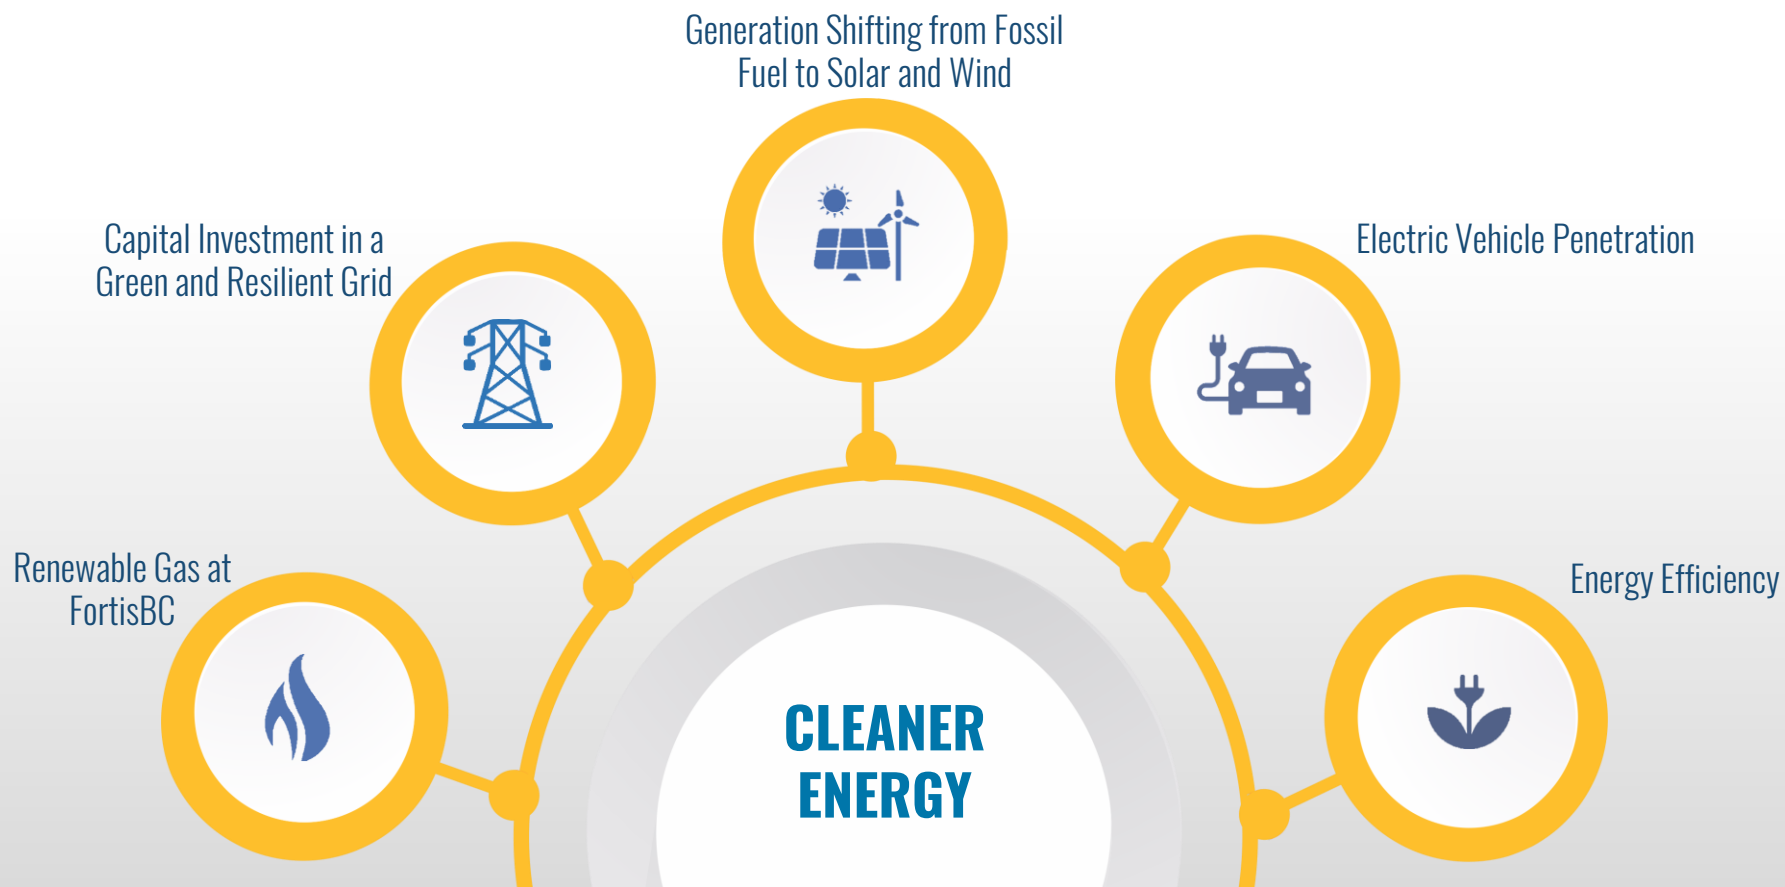 Generation Shifting from Fossil
Fuel to Solar and Wind
Capital Investment in a
Green and Resilient Grid
Electric Vehicle Penetration
Renewable Gas at
FortisBC
Energy Efficiency
CLEANER
ENERGY